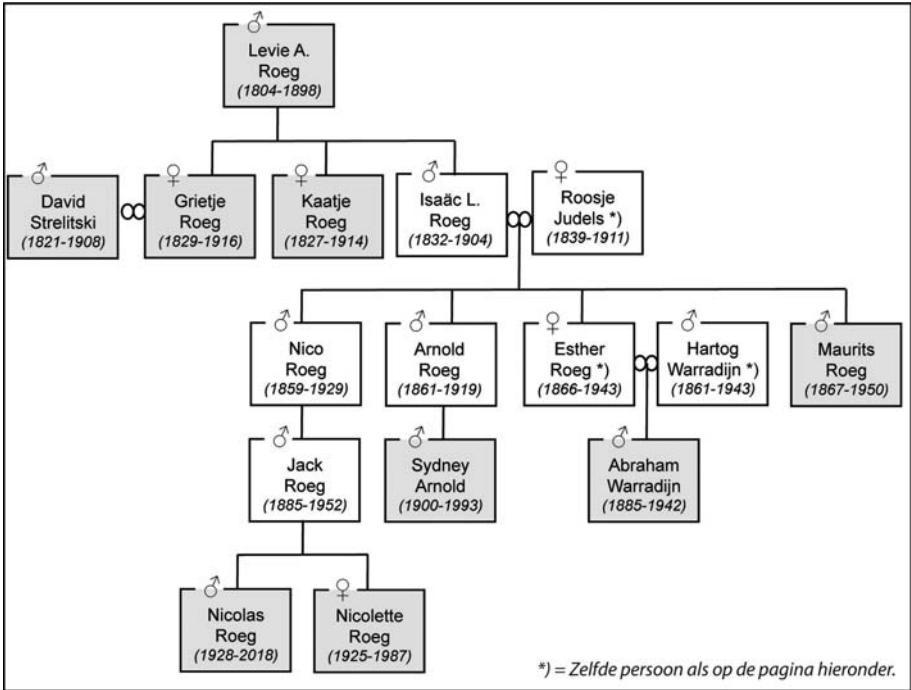 Levie A.
Roeg
(1804-1898)
David
Strelitski
(1821-1908)
Grietje
Roeg
(1829-1916)
Kaatje
Roeg
(1827-1914)
Isaäc L.
Roeg
(1832-1904)
Roosje
Judels *)
(1839-1911)
Nico
Roeg
(1859-1929)
Arnold
Roeg
(1861-1919)
Esther
Roeg *)
(1866-1943)
Hartog
Warradijn *)
(1861-1943)
Maurits
Roeg
(1867-1950)
Jack
Roeg
(1885-1952)
Sydney
Arnold
(1900-1993)
Abraham
Warradijn
(1885-1942)
Nicolas
Roeg
(1928-2018)
Nicolette
Roeg
(1925-1987)
*) = Zelfde persoon als op de pagina hieronder.